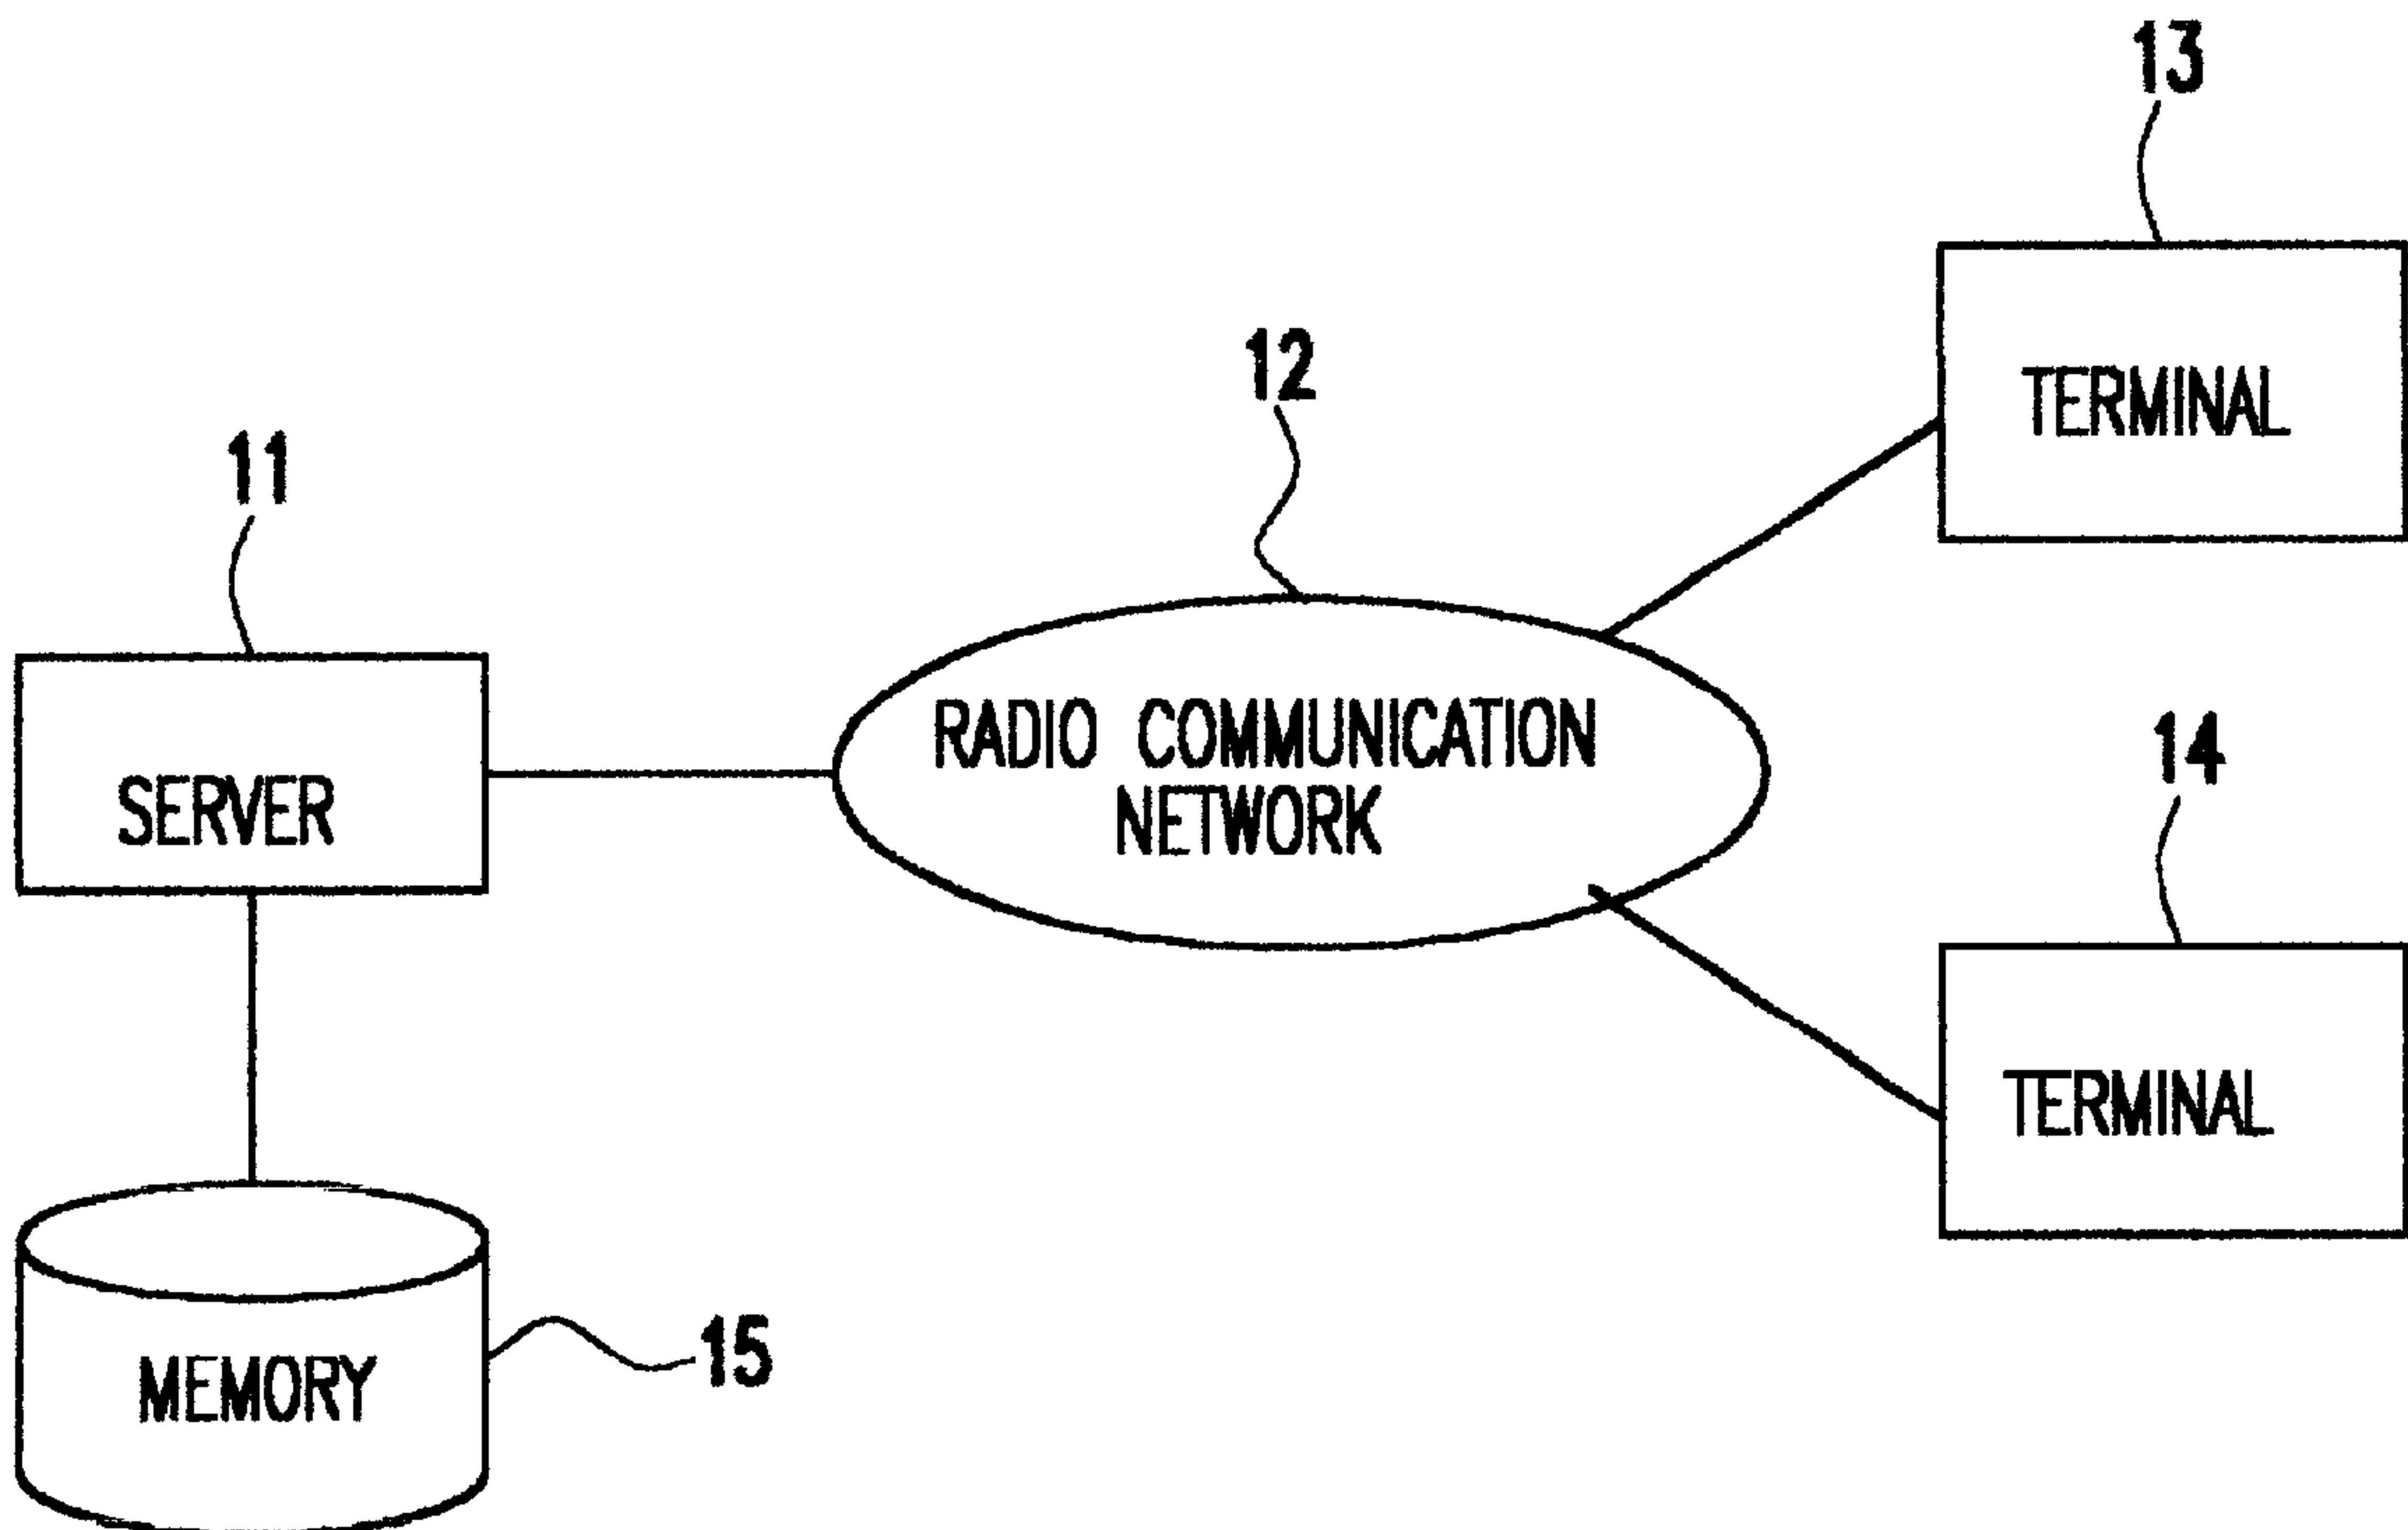 13
TERMINAL
12
11
RADIO COMMUNICATION
NETWORK
SERVER
14
TERMINAL
15
MEMORY